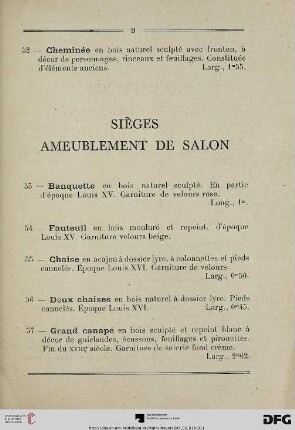 9
52 — Cheminée en bois naturel sculpté avec fronton, à
décor de personnages, rinceaux et feuillages. Constituée
d'éléments anciens. Larg., 1m55.
SIÈGES
AMEUBLEMENT DE SALON
53 — Banquette en bois naturel sculpté. En partie
d'époque Louis XV. Garniture de velours rose.
Long., 1m.
54 — Fauteuil en bois mouluré et repeint, d'époque
Louis XV. Garniture velours beige.
55 — Chaise en acajou à dossier lyre, à colonnettes et pieds
cannelés. Époque Louis XVI. Garniture de velours
Larg., 0m50.
56 — Deux chaises en bois naturel à dossier lyre. Pieds
cannelés. Époque Louis XVI. Larg., 0m45.
57 — Grand canapé en bois sculpté et repeint blanc à
décor de guirlandes, écussons, feuillages et pirouettes.
Fin du XVIIIe siècle. Garniture de soierie fond crème.
Larg., 2m62.
DFG